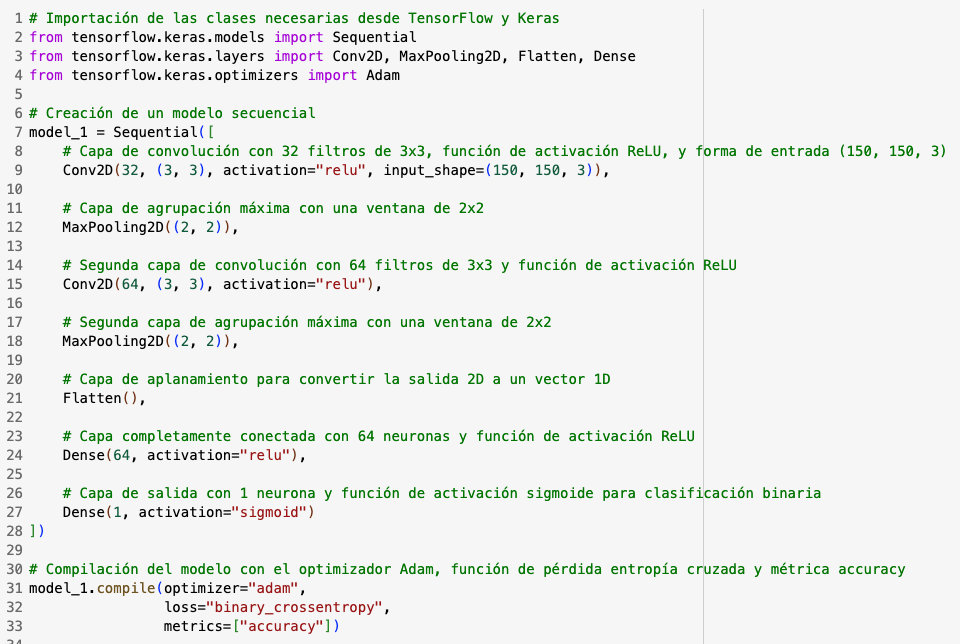 1 # Importación de las clases necesarias desde TensorFlow y Keras
2 from tensorflow.keras.models import Sequential
3 from tensorflow.keras.layers import Conv2D, MaxPooling2D, Flatten, Dense
4 from tensorflow.keras.optimizers import Adam
5
6 # Creación de un modelo secuencial
7 model_1 = Sequential([
8     # Capa de convolución con 32 filtros de 3x3, función de activación ReLU, y forma de entrada (150, 150, 3)
9     Conv2D(32, (3, 3), activation="relu", input_shape=(150, 150, 3)),
10
11     # Capa de agrupación máxima con una ventana de 2x2
12     MaxPooling2D((2, 2)),
13
14     # Segunda capa de convolución con 64 filtros de 3x3 y función de activación ReLU
15     Conv2D(64, (3, 3), activation="relu"),
16
17     # Segunda capa de agrupación máxima con una ventana de 2x2
18     MaxPooling2D((2, 2)),
19
20     # Capa de aplanamiento para convertir la salida 2D a un vector 1D
21     Flatten(),
22
23     # Capa completamente conectada con 64 neuronas y función de activación ReLU
24     Dense(64, activation="relu"),
25
26     # Capa de salida con 1 neurona y función de activación sigmoide para clasificación binaria
27     Dense(1, activation="sigmoid")
28 ])
29
30 # Compilación del modelo con el optimizador Adam, función de pérdida entropía cruzada y métrica accuracy
31 model_1.compile(optimizer="adam",
32                 loss="binary_crossentropy",
33                 metrics=["accuracy"])